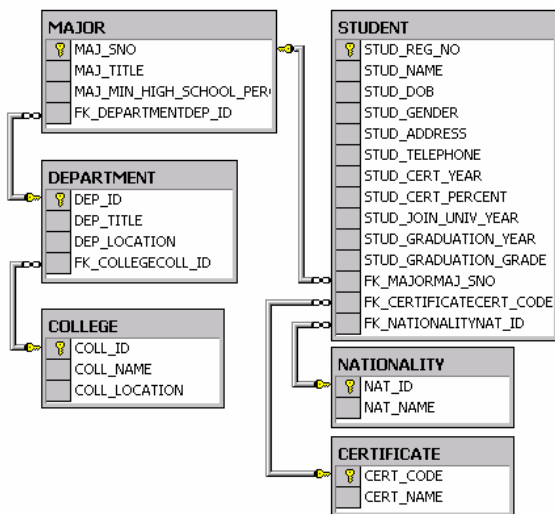 MAJOR
MAJ_SNO
MAJ_TITLE
MAJ_MIN_HIGH_SCHOOL_PER
FK_DEPARTMENTDEP_ID
DEPARTMENT
DEP_ID
DEP_TITLE
DEP_LOCATION
FK_COLLEGECOLL_ID
COLLEGE
COLL_ID
COLL_NAME
COLL_LOCATION
STUDENT
STUD_REG_NO
STUD_NAME
STUD_DOB
STUD_GENDER
STUD_ADDRESS
STUD_TELEPHONE
STUD_CERT_YEAR
STUD_CERT_PERCENT
STUD_JOIN_UNIV_YEAR
STUD_GRADUATION_YEAR
STUD_GRADUATION_GRADE
FK_MAJORMAJ_SNO
FK_CERTIFICATECERT_CODE
FK_NATIONALITYNAT_ID
NATIONALITY
NAT_ID
NAT_NAME
CERTIFICATE
CERT_CODE
CERT_NAME